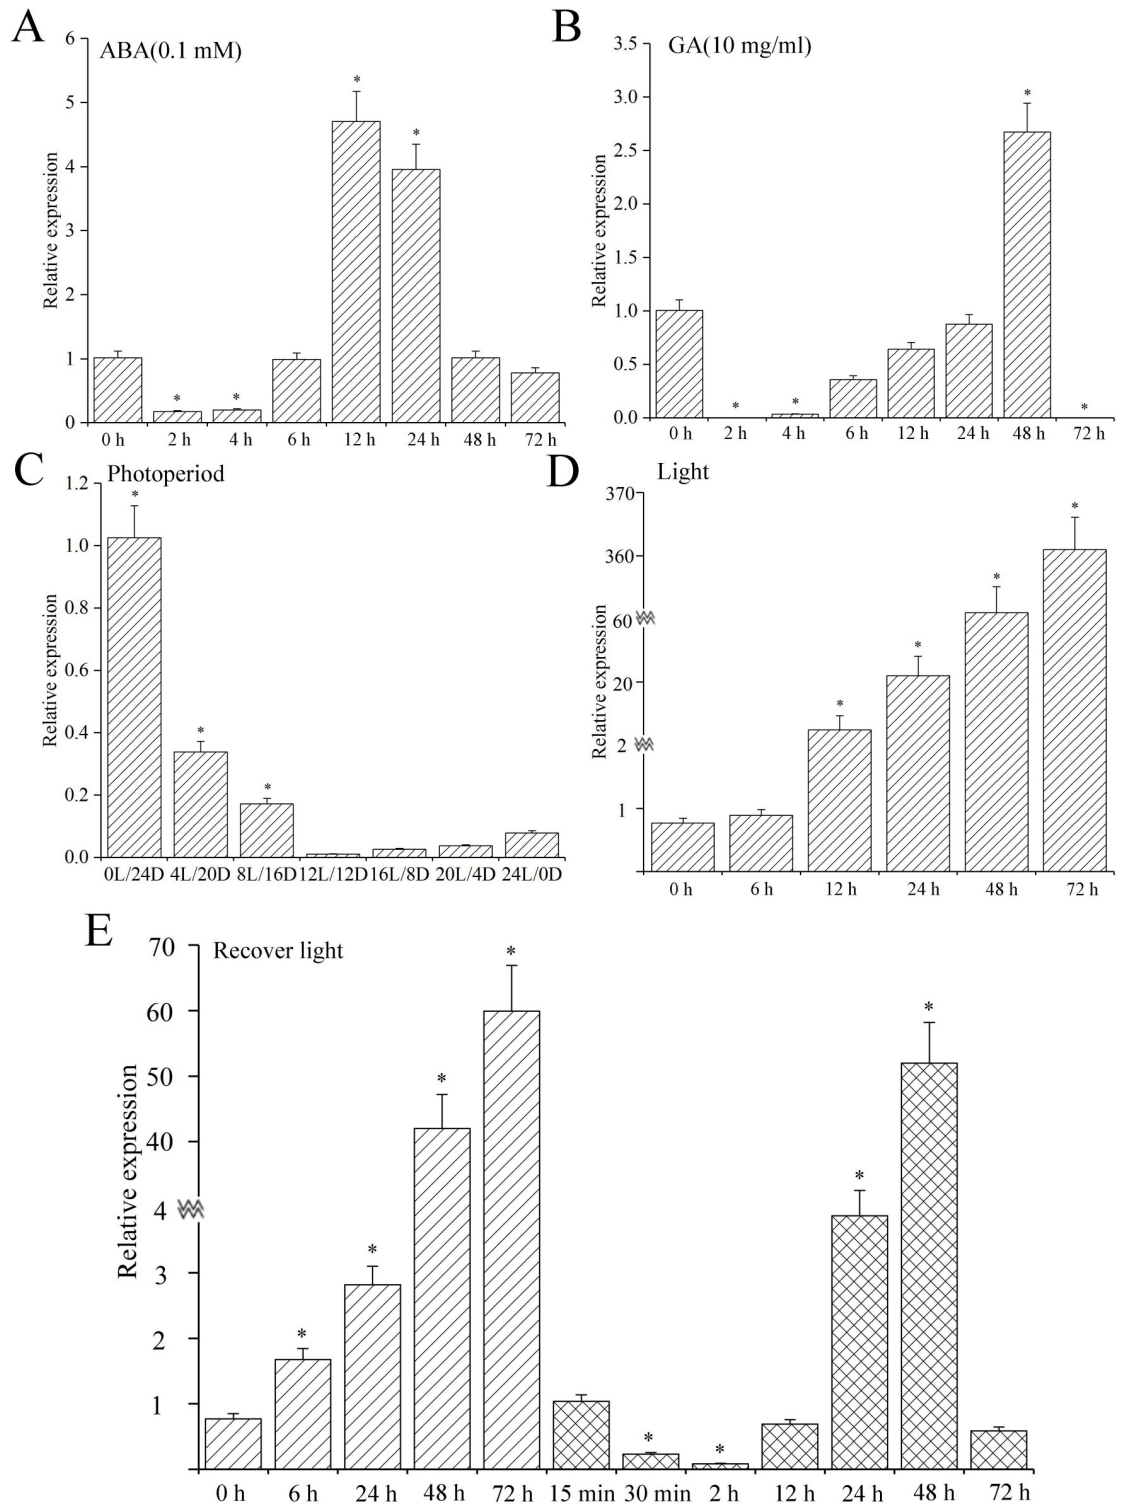 A
ABA(0.1 mM)
Relative expression
6
5
4
3
2
1
0
*
*
*
*
0 h 2 h 4 h 6 h 12 h 24 h 48 h 72 h
B
GA(10 mg/ml)
Relative expression
3.5
3.0
2.5
2.0
1.5
1.0
0.5
0.0
*
*
*
*
0 h 2 h 4 h 6 h 12 h 24 h 48 h 72 h
C
Photoperiod
Relative expression
1.2
1.0
0.8
0.6
0.4
0.2
0.0
*
*
*
0L/24D 4L/20D 8L/16D 12L/12D 16L/8D 20L/4D 24L/0D
D
Light
Relative expression
370
360
60
20
2
1
*
*
*
*
0 h 6 h 12 h 24 h 48 h 72 h
E
Recover light
Relative expression
70
60
50
40
4
3
2
1
*
*
*
*
*
*
*
*
0 h 6 h 24 h 48 h 72 h 15 min 30 min 2 h 12 h 24 h 48 h 72 h